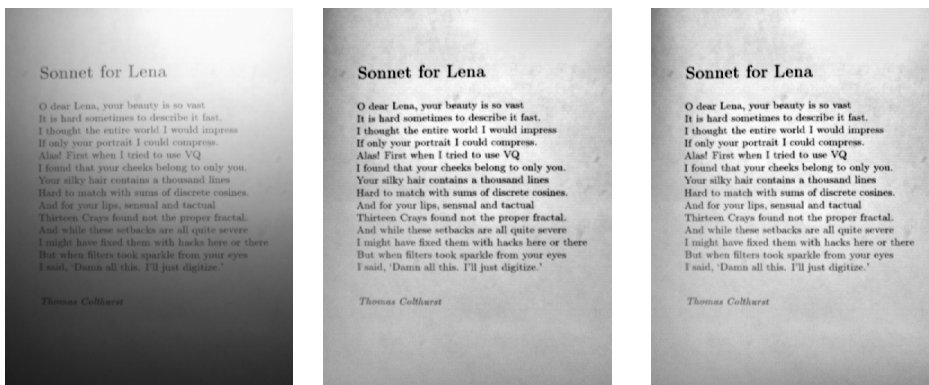 Sonnet for Lena
O dear Lena, your beauty is so vast
It is hard sometimes to describe it fast.
I thought the entire world I would impress
If only your portrait I could compress.
Alas! First when I tried to use VQ
I found that your cheeks belong to only you.
Your silky hair contains a thousand lines
Hard to match with sums of discrete cosines.
And for your lips, sensual and tactual
Thirteen Crays found not the proper fractal.
And while these setbacks are all quite severe
I might have fixed them with hacks here or there
But when filters took sparkle from your eyes
I said, ‘Damn all this. I’ll just digitize.’
Thomas Colthurst
Sonnet for Lena
O dear Lena, your beauty is so vast
It is hard sometimes to describe it fast.
I thought the entire world I would impress
If only your portrait I could compress.
Alas! First when I tried to use VQ
I found that your cheeks belong to only you.
Your silky hair contains a thousand lines
Hard to match with sums of discrete cosines.
And for your lips, sensual and tactual
Thirteen Crays found not the proper fractal.
And while these setbacks are all quite severe
I might have fixed them with hacks here or there
But when filters took sparkle from your eyes
I said, ‘Damn all this. I’ll just digitize.’
Thomas Colthurst
Sonnet for Lena
O dear Lena, your beauty is so vast
It is hard sometimes to describe it fast.
I thought the entire world I would impress
If only your portrait I could compress.
Alas! First when I tried to use VQ
I found that your cheeks belong to only you.
Your silky hair contains a thousand lines
Hard to match with sums of discrete cosines.
And for your lips, sensual and tactual
Thirteen Crays found not the proper fractal.
And while these setbacks are all quite severe
I might have fixed them with hacks here or there
But when filters took sparkle from your eyes
I said, ‘Damn all this. I’ll just digitize.’
Thomas Colthurst